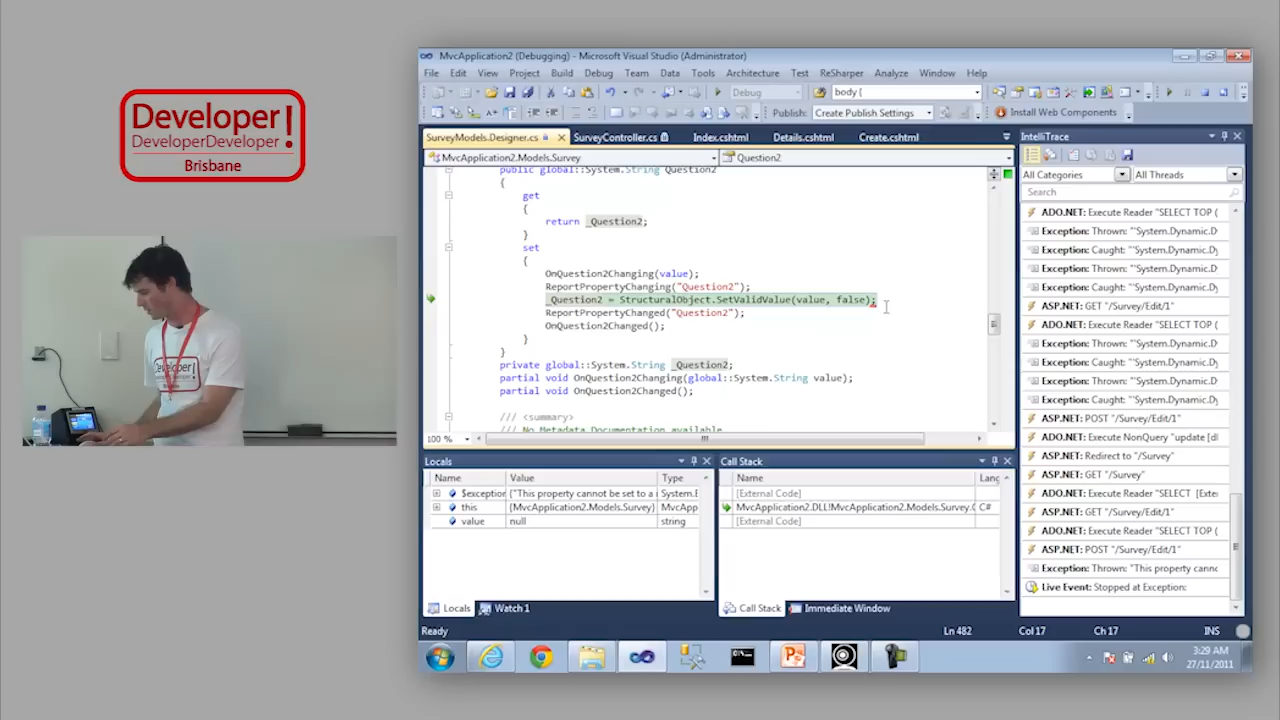 Developer!
DeveloperDeveloper
Brisbane
MvcApplication2 (Debugging) - Microsoft Visual Studio (Administrator)
File Edit View Project Build Debug Team Data Tools Architecture Test ReSharper Analyze Window Help
Debug body {
Publish: Create Publish Settings Install Web Components
SurveyModels.Designer.cs SurveyController.cs Index.cshtml Details.cshtml Create.cshtml
MvcApplication2.Models.Survey Question2
public global::System.String Question2
{
get
{
return _Question2;
}
set
{
OnQuestion2Changing(value);
ReportPropertyChanging("Question2");
_Question2 = StructuralObject.SetValidValue(value, false);
ReportPropertyChanged("Question2");
OnQuestion2Changed();
}
}
private global::System.String _Question2;
partial void OnQuestion2Changing(global::System.String value);
partial void OnQuestion2Changed();
/// <summary>
/// No Metadata Documentation available
100 %
IntelliTrace
All Categories All Threads
Search
ADO.NET: Execute Reader "SELECT TOP (
Exception: Thrown: "System.Dynamic.D
Exception: Caught: "System.Dynamic.D
Exception: Thrown: "System.Dynamic.D
Exception: Caught: "System.Dynamic.D
ASP.NET: GET "/Survey/Edit/1"
ADO.NET: Execute Reader "SELECT TOP (
Exception: Thrown: "System.Dynamic.D
Exception: Caught: "System.Dynamic.D
Exception: Thrown: "System.Dynamic.D
Exception: Caught: "System.Dynamic.D
ASP.NET: POST "/Survey/Edit/1"
ADO.NET: Execute NonQuery "update [d
ASP.NET: Redirect to "/Survey"
ASP.NET: GET "/Survey"
ADO.NET: Execute Reader "SELECT [Exter
ASP.NET: GET "/Survey/Edit/1"
ADO.NET: Execute Reader "SELECT TOP (
ASP.NET: POST "/Survey/Edit/1"
Exception: Thrown: "This property canno
Live Event: Stopped at Exception:
Locals
Name Value Type
$exception {"This property cannot be set to a System.E
this {MvcApplication2.Models.Survey} MvcApp
value null string
Locals Watch 1
Call Stack
Name Lang
[External Code]
MvcApplication2.DLL!MvcApplication2.Models.Survey. C#
[External Code]
Call Stack Immediate Window
Ready Ln 482 Col 17 Ch 17 INS
3:29 AM
27/11/2011